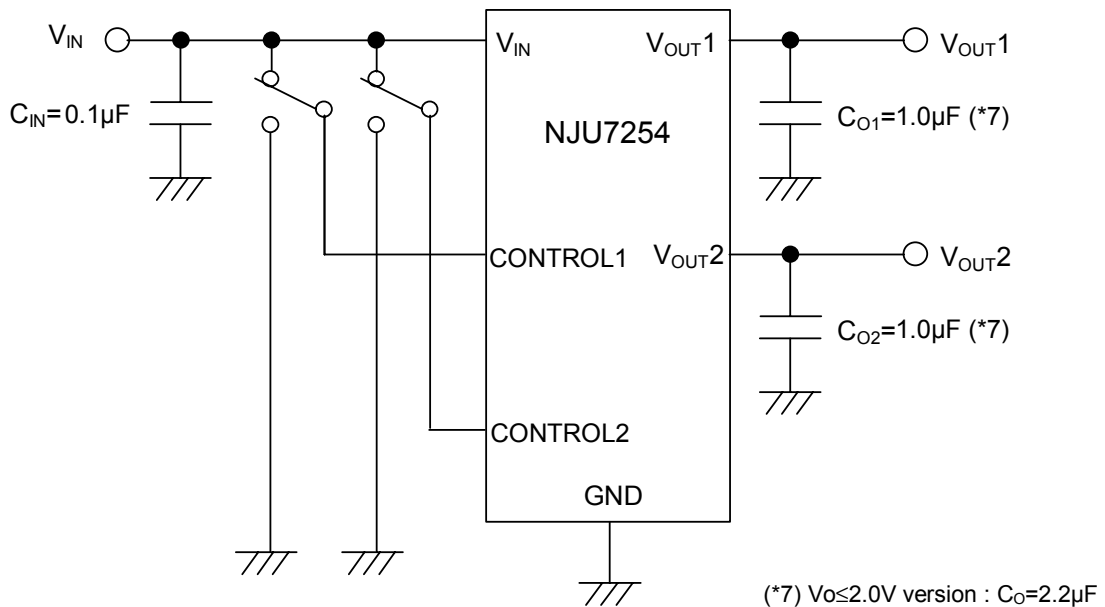 VIN
VIN
VOUT1
VOUT1
CIN=0.1µF
NJU7254
CO1=1.0µF (*7)
CONTROL1
VOUT2
VOUT2
CO2=1.0µF (*7)
CONTROL2
GND
(*7) Vo≤2.0V version : CO=2.2µF